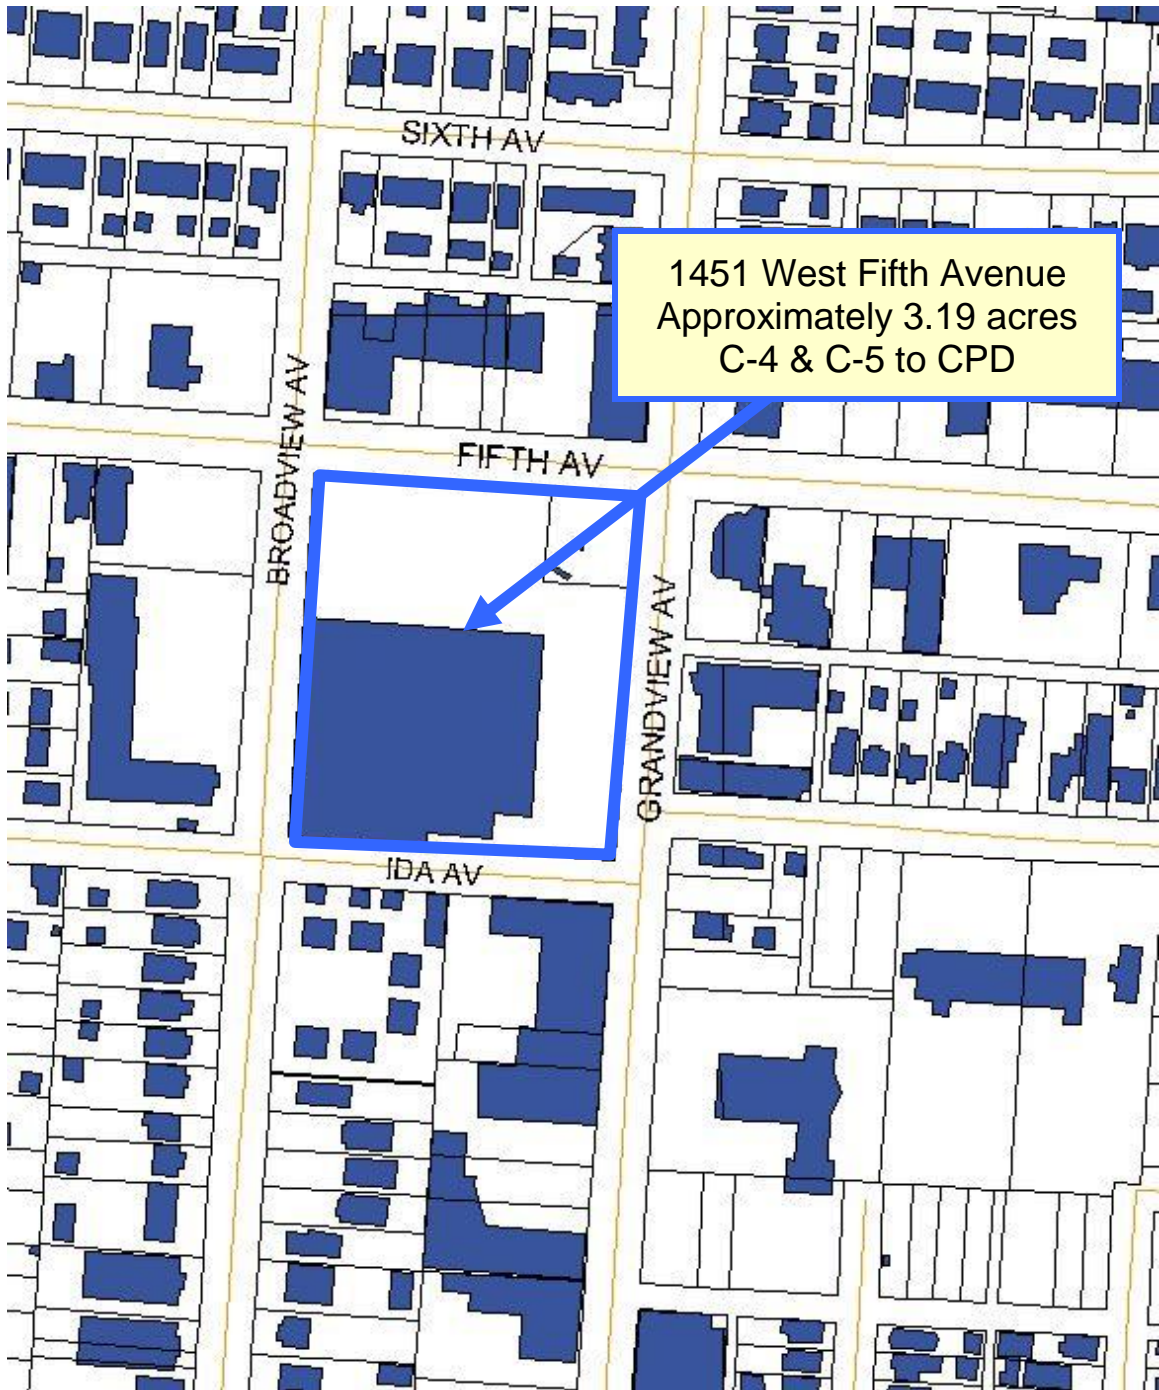 SIXTH AV
1451 West Fifth Avenue
Approximately 3.19 acres
C-4 & C-5 to CPD
BROADVIEW AV
FIFTH AV
GRANDVIEW AV
IDA AV